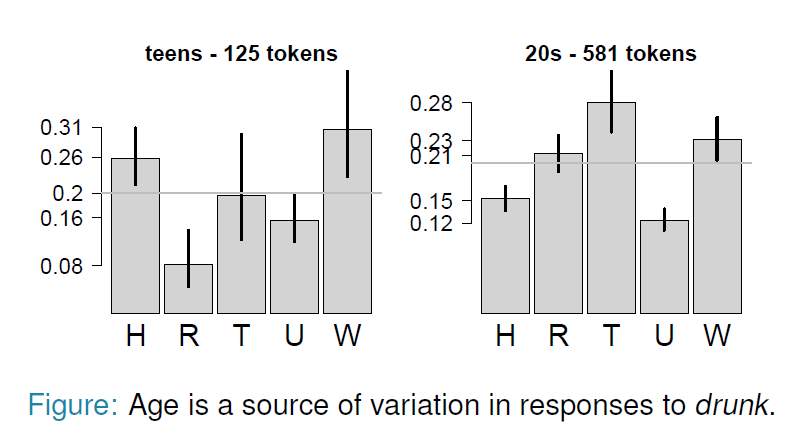 teens - 125 tokens
0.31
0.26
0.2
0.16
0.08
H R T U W
20s - 581 tokens
0.28
0.23
0.21
0.15
0.12
H R T U W
Figure: Age is a source of variation in responses to drunk.